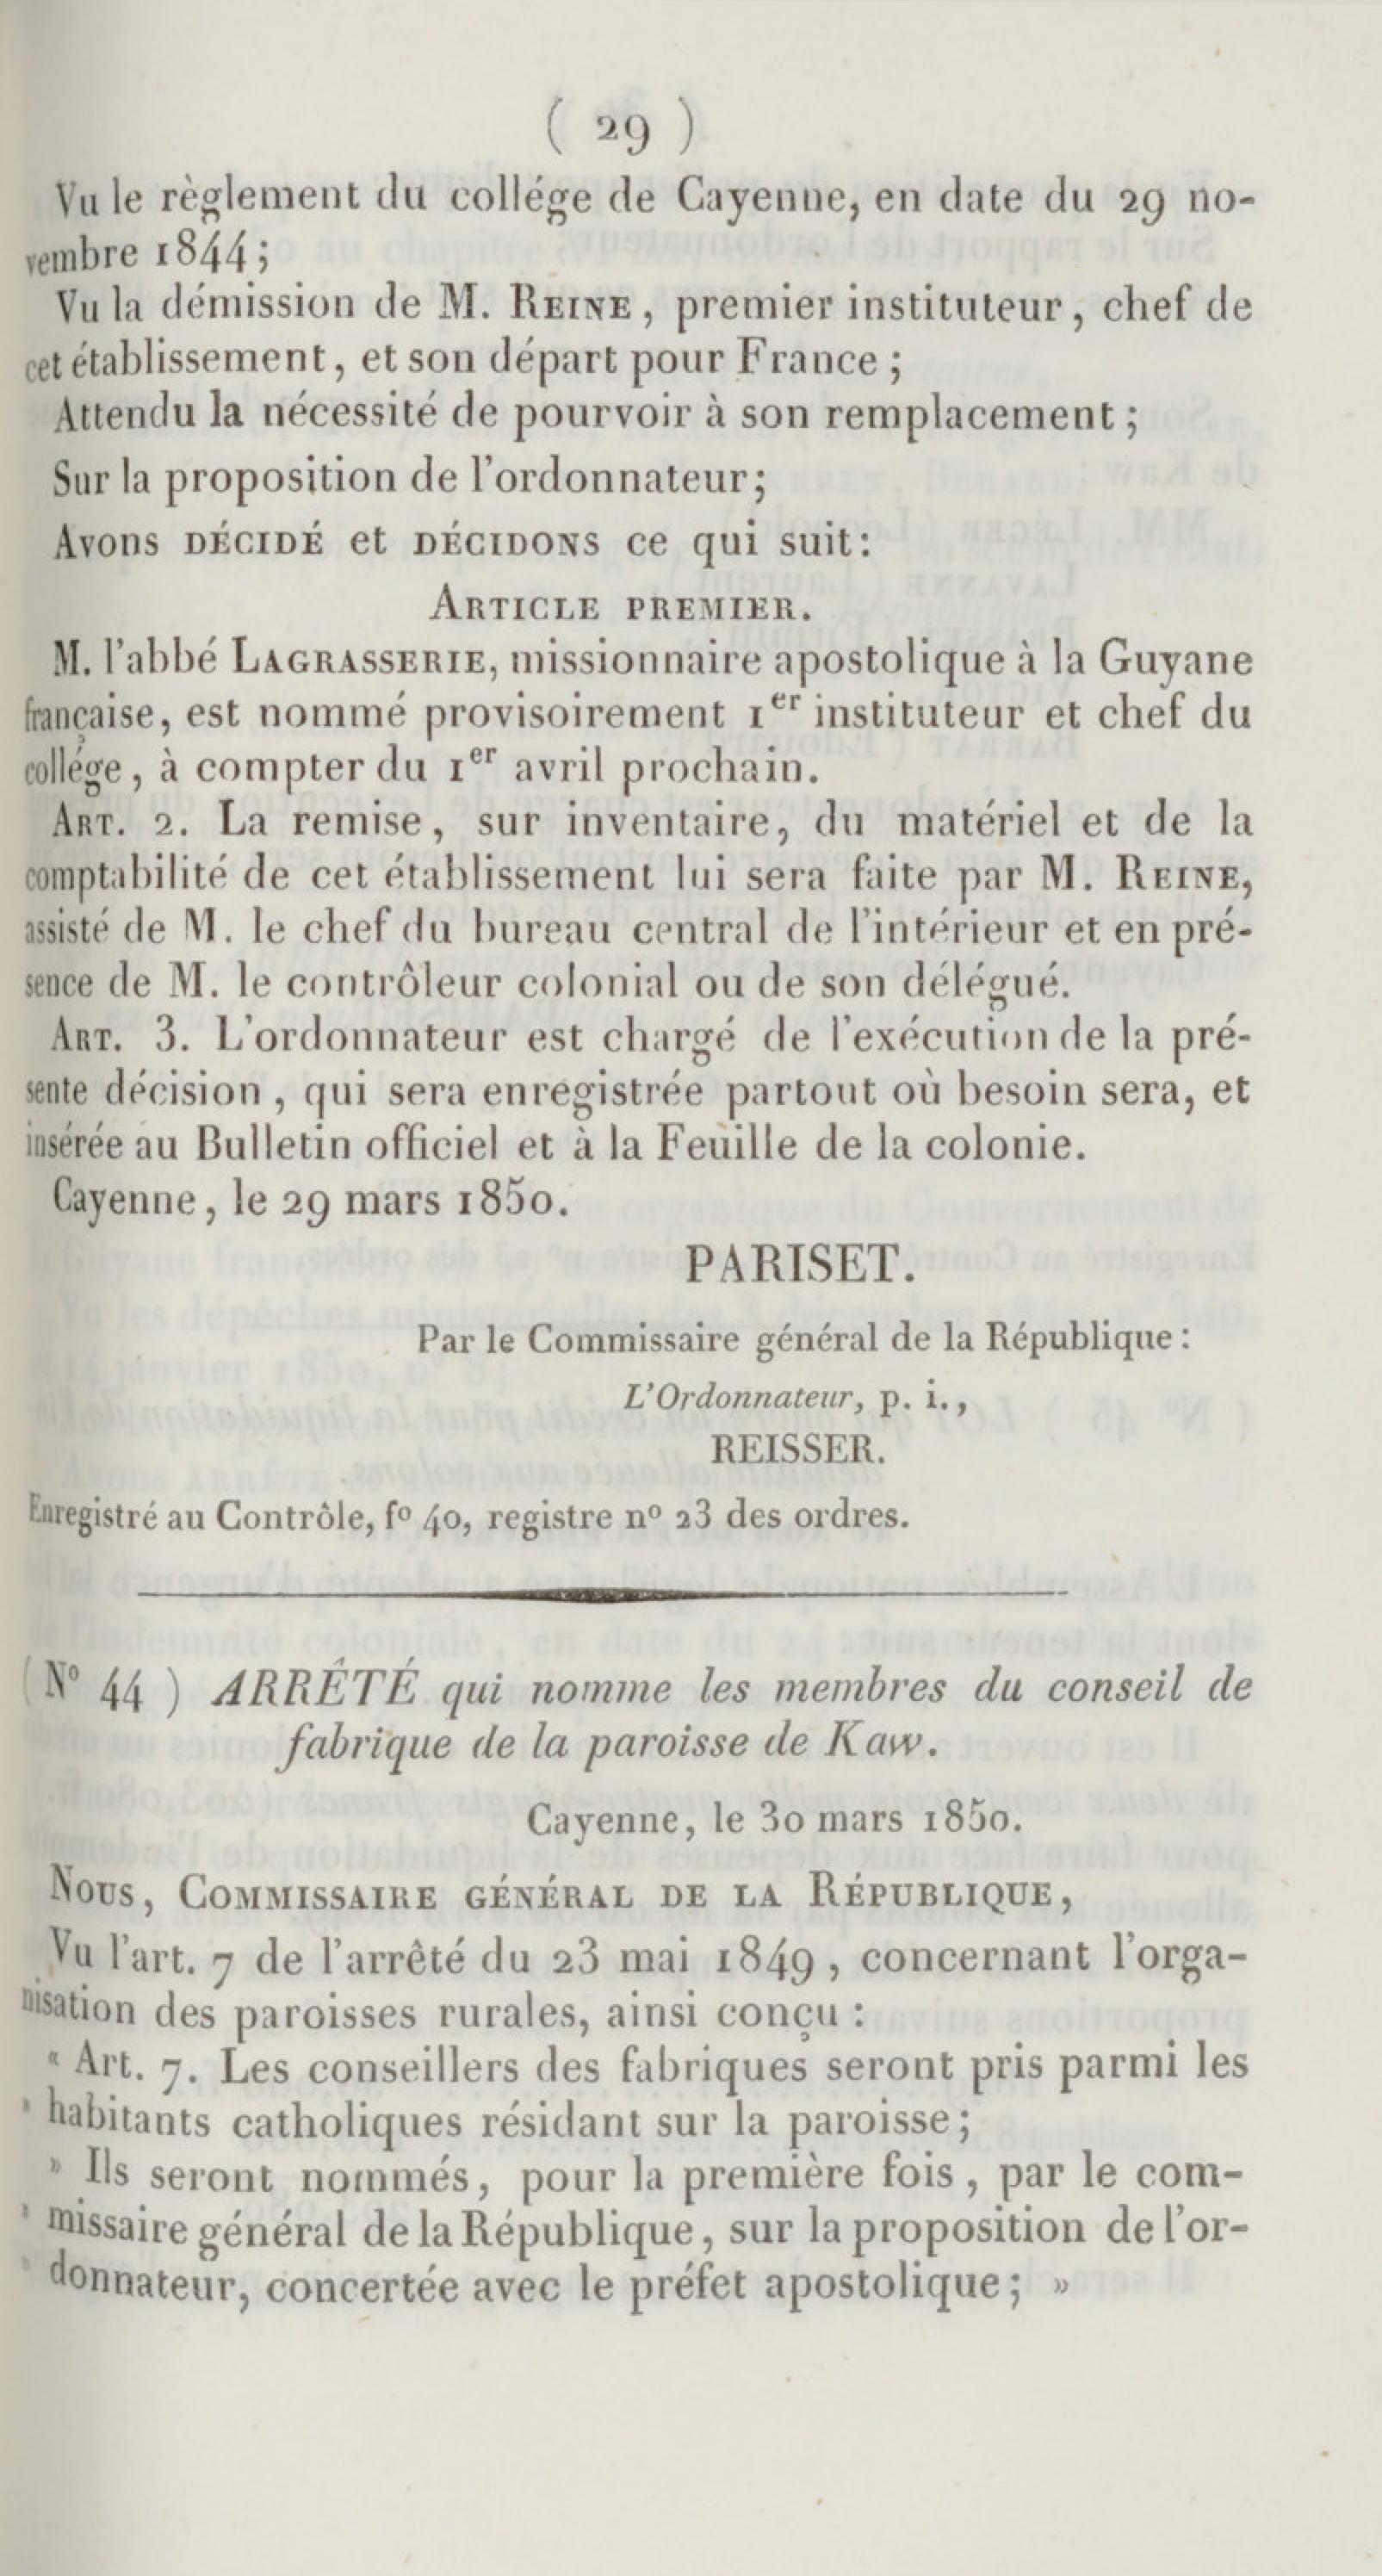 ( 29 )
Vu le règlement du collége de Cayenne, en date du 29 no-
vembre 1844;
Vu la démission de M. REINE, premier instituteur, chef de
cet établissement, et son départ pour France;
Attendu la nécessité de pourvoir à son remplacement;
Sur la proposition de l'ordonnateur;
AVONS DÉCIDÉ et DÉCIDONS ce qui suit:
ARTICLE PREMIER.
M. l'abbé LAGRASSERIE, missionnaire apostolique à la Guyane
française, est nommé provisoirement 1er instituteur et chef du
collége, à compter du 1er avril prochain.
ART. 2. La remise, sur inventaire, du matériel et de la
comptabilité de cet établissement lui sera faite par M. REINE,
assisté de M. le chef du bureau central de l'intérieur et en pré-
sence de M. le contrôleur colonial ou de son délégué.
ART. 3. L'ordonnateur est chargé de l'exécution de la pré-
sente décision, qui sera enregistrée partout où besoin sera, et
insérée au Bulletin officiel et à la Feuille de la colonie.
Cayenne, le 29 mars 1850.
PARISET.
Par le Commissaire général de la République:
L'Ordonnateur, p. i.,
REISSER.
Enregistré au Contrôle, fo 40, registre no 23 des ordres.
( No 44 ) ARRÊTÉ qui nomme les membres du conseil de
fabrique de la paroisse de Kaw.
Cayenne, le 30 mars 1850.
NOUS, COMMISSAIRE GÉNÉRAL DE LA RÉPUBLIQUE,
Vu l'art. 7 de l'arrêté du 23 mai 1849, concernant l'orga-
nisation des paroisses rurales, ainsi conçu :
« Art. 7. Les conseillers des fabriques seront pris parmi les
» habitants catholiques résidant sur la paroisse;
» Ils seront nommés, pour la première fois, par le com-
» missaire général de la République, sur la proposition de l'or-
» donnateur, concertée avec le préfet apostolique; »